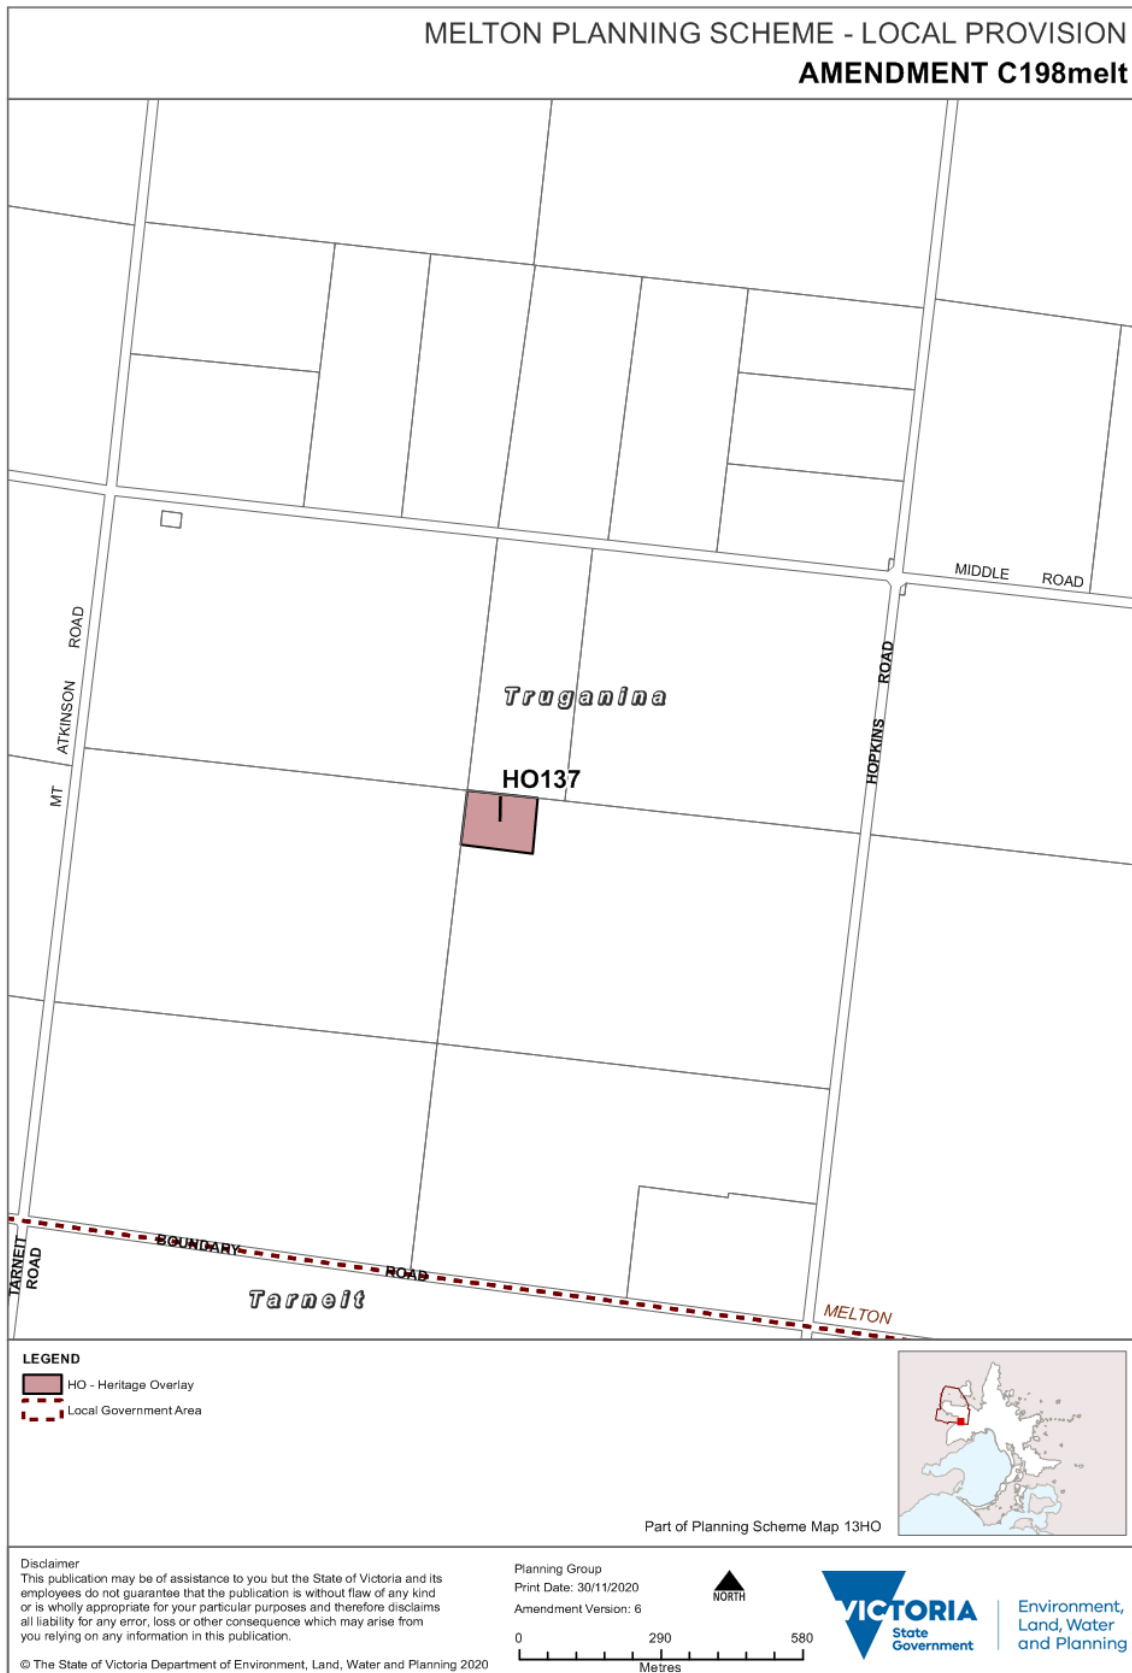 MELTON PLANNING SCHEME - LOCAL PROVISION
AMENDMENT C198melt
MIDDLE ROAD
MT ATKINSON ROAD
Truganina
HOPKINS ROAD
HO137
TARNEIT ROAD
BOUNDARY ROAD
Tarneit
MELTON
LEGEND
HO - Heritage Overlay
Local Government Area
Part of Planning Scheme Map 13HO
Disclaimer
This publication may be of assistance to you but the State of Victoria and its
employees do not guarantee that the publication is without flaw of any kind
or is wholly appropriate for your particular purposes and therefore disclaims
all liability for any error, loss or other consequence which may arise from
you relying on any information in this publication.
© The State of Victoria Department of Environment, Land, Water and Planning 2020
Planning Group
Print Date: 30/11/2020
Amendment Version: 6
NORTH
0 290 580
Metres
VICTORIA
State
Government
Environment,
Land, Water
and Planning